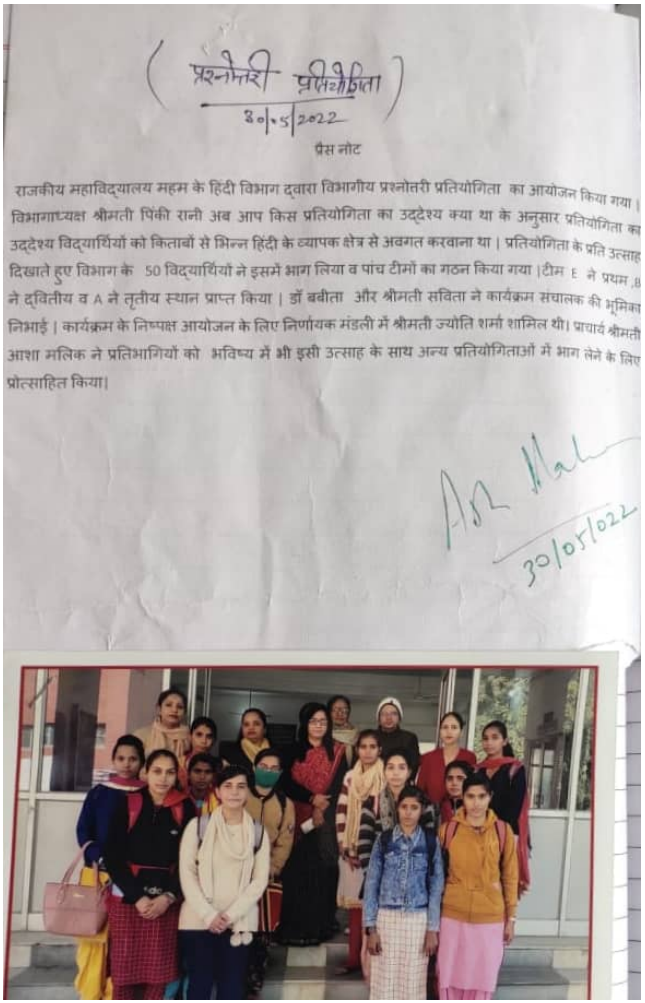 ( प्रश्नोत्तरी प्रतियोगिता )
30/05/2022
प्रैस नोट
राजकीय महाविद्यालय महम के हिंदी विभाग द्वारा विभागीय प्रश्नोत्तरी प्रतियोगिता का आयोजन किया गया |
विभागाध्यक्ष श्रीमती पिंकी रानी अब आप किस प्रतियोगिता का उद्देश्य क्या था के अनुसार प्रतियोगिता का
उद्देश्य विद्यार्थियों को किताबों से भिन्न हिंदी के व्यापक क्षेत्र से अवगत करवाना था | प्रतियोगिता के प्रति उत्साह
दिखाते हुए विभाग के 50 विद्यार्थियों ने इसमें भाग लिया व पांच टीमों का गठन किया गया |टीम E ने प्रथम ,B
ने द्वितीय व A ने तृतीय स्थान प्राप्त किया | डॉ बबीता और श्रीमती सविता ने कार्यक्रम संचालक की भूमिका
निभाई | कार्यक्रम के निष्पक्ष आयोजन के लिए निर्णायक मंडली में श्रीमती ज्योति शर्मा शामिल थी| प्राचार्य श्रीमती
आशा मलिक ने प्रतिभागियों को भविष्य में भी इसी उत्साह के साथ अन्य प्रतियोगिताओं में भाग लेने के लिए
प्रोत्साहित किया|
30/05/022